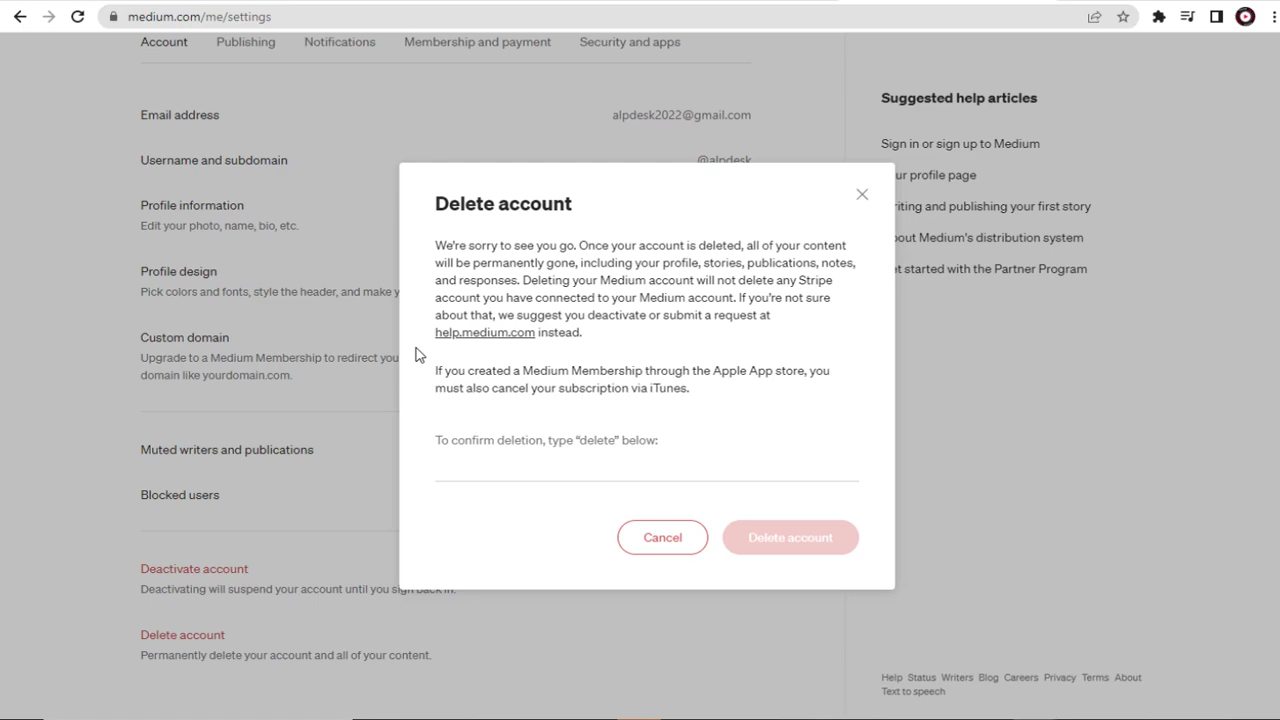 medium.com/me/settings
Account Publishing Notifications Membership and payment Security and apps
Email address alpdesk2022@gmail.com
Username and subdomain @alpdesk
Profile information
Edit your photo, name, bio, etc.
Profile design
Pick colors and fonts, style the header, and make
Custom domain
Upgrade to a Medium Membership to redirect
domain like yourdomain.com.
Muted writers and publications
Blocked users
Deactivate account
Deactivating will suspend your account until you sign back in.
Delete account
Permanently delete your account and all of your content.
Delete account
We're sorry to see you go. Once your account is deleted, all of your content
will be permanently gone, including your profile, stories, publications, notes,
and responses. Deleting your Medium account will not delete any Stripe
account you have connected to your Medium account. If you're not sure
about that, we suggest you deactivate or submit a request at
help.medium.com instead.
If you created a Medium Membership through the Apple App store, you
must also cancel your subscription via iTunes.
To confirm deletion, type “delete” below:
Cancel Delete account
Suggested help articles
Sign in or sign up to Medium
profile page
writing and publishing your first story
Medium's distribution system
started with the Partner Program
Help Status Writers Blog Careers Privacy Terms About
Text to speech